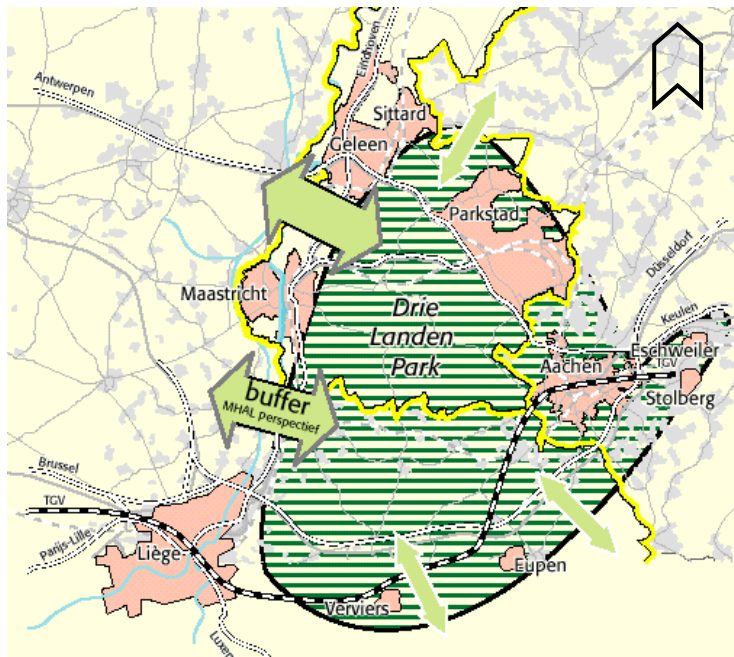 Eindhoven
Antwerpen
Sittard
Geleen
Parkstad
Düsseldorf
Maastricht
Keulen
Drie
Landen
Park
Eschweiler
Aachen
TGV
Stolberg
buffer
MHAL perspectief
Brussel
TGV
Parijs-Lille
Liège
Eupen
Verviers
Luxem